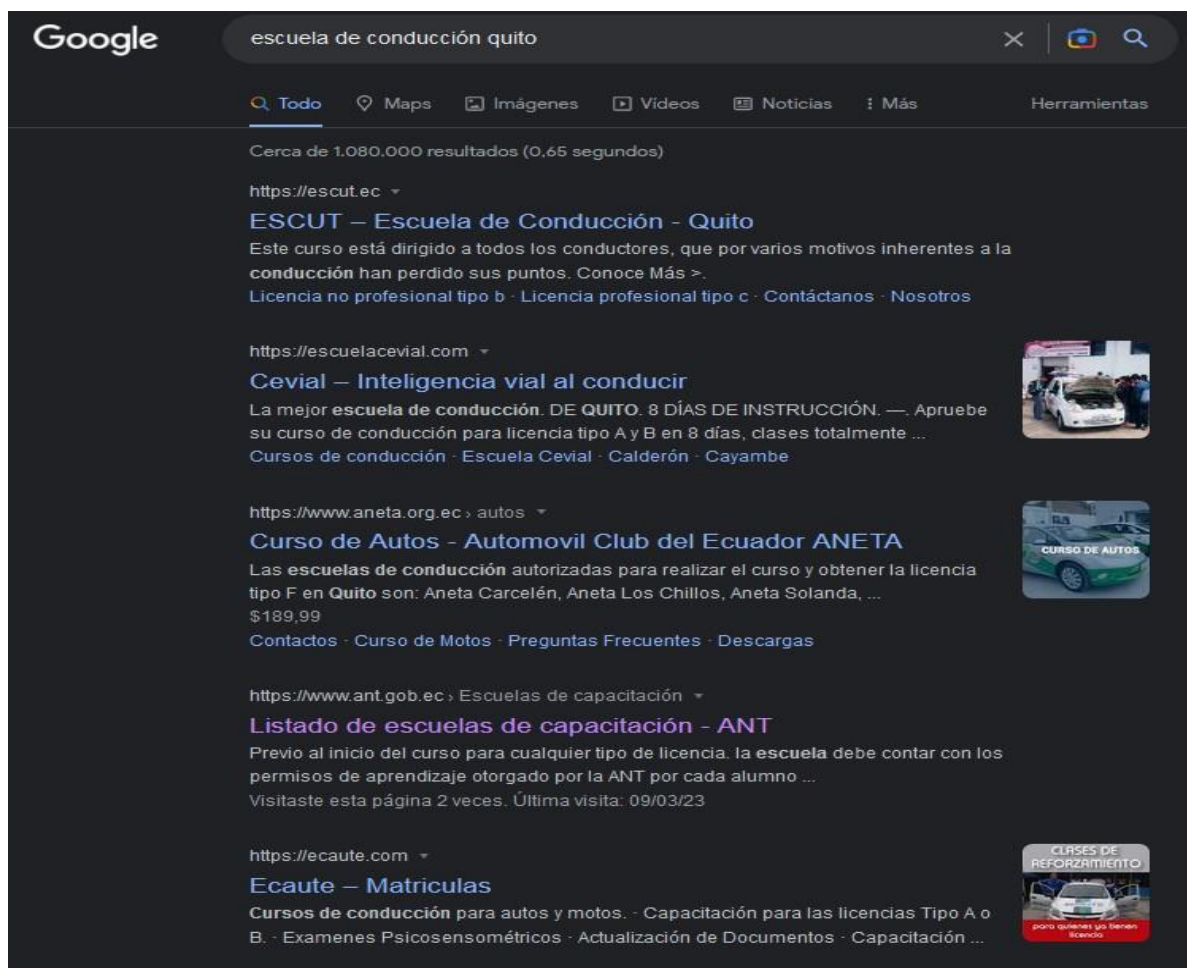 Google
escuela de conducción quito
Todo Maps Imágenes Vídeos Noticias Más Herramientas
Cerca de 1.080.000 resultados (0,65 segundos)
https://escut.ec
ESCUT – Escuela de Conducción - Quito
Este curso está dirigido a todos los conductores, que por varios motivos inherentes a la
conducción han perdido sus puntos. Conoce Más >.
Licencia no profesional tipo b · Licencia profesional tipo c · Contáctanos · Nosotros
https://escuelacevial.com
Cevial – Inteligencia vial al conducir
La mejor escuela de conducción. DE QUITO. 8 DÍAS DE INSTRUCCIÓN. —. Apruebe
su curso de conducción para licencia tipo A y B en 8 días, clases totalmente ...
Cursos de conducción · Escuela Cevial · Calderón · Cayambe
https://www.aneta.org.ec › autos
Curso de Autos - Automovil Club del Ecuador ANETA
Las escuelas de conducción autorizadas para realizar el curso y obtener la licencia
tipo F en Quito son: Aneta Carcelén, Aneta Los Chillos, Aneta Solanda, ...
$189,99
Contactos · Curso de Motos · Preguntas Frecuentes · Descargas
CURSO DE AUTOS
https://www.ant.gob.ec › Escuelas de capacitación
Listado de escuelas de capacitación - ANT
Previo al inicio del curso para cualquier tipo de licencia. la escuela debe contar con los
permisos de aprendizaje otorgado por la ANT por cada alumno ...
Visitaste esta página 2 veces. Última visita: 09/03/23
https://ecaute.com
Ecaute – Matriculas
Cursos de conducción para autos y motos. · Capacitación para las licencias Tipo A o
B. · Examenes Psicosensométricos · Actualización de Documentos · Capacitación ...
CLASES DE
REFORZAMIENTO
para quienes ya tienen
licencia